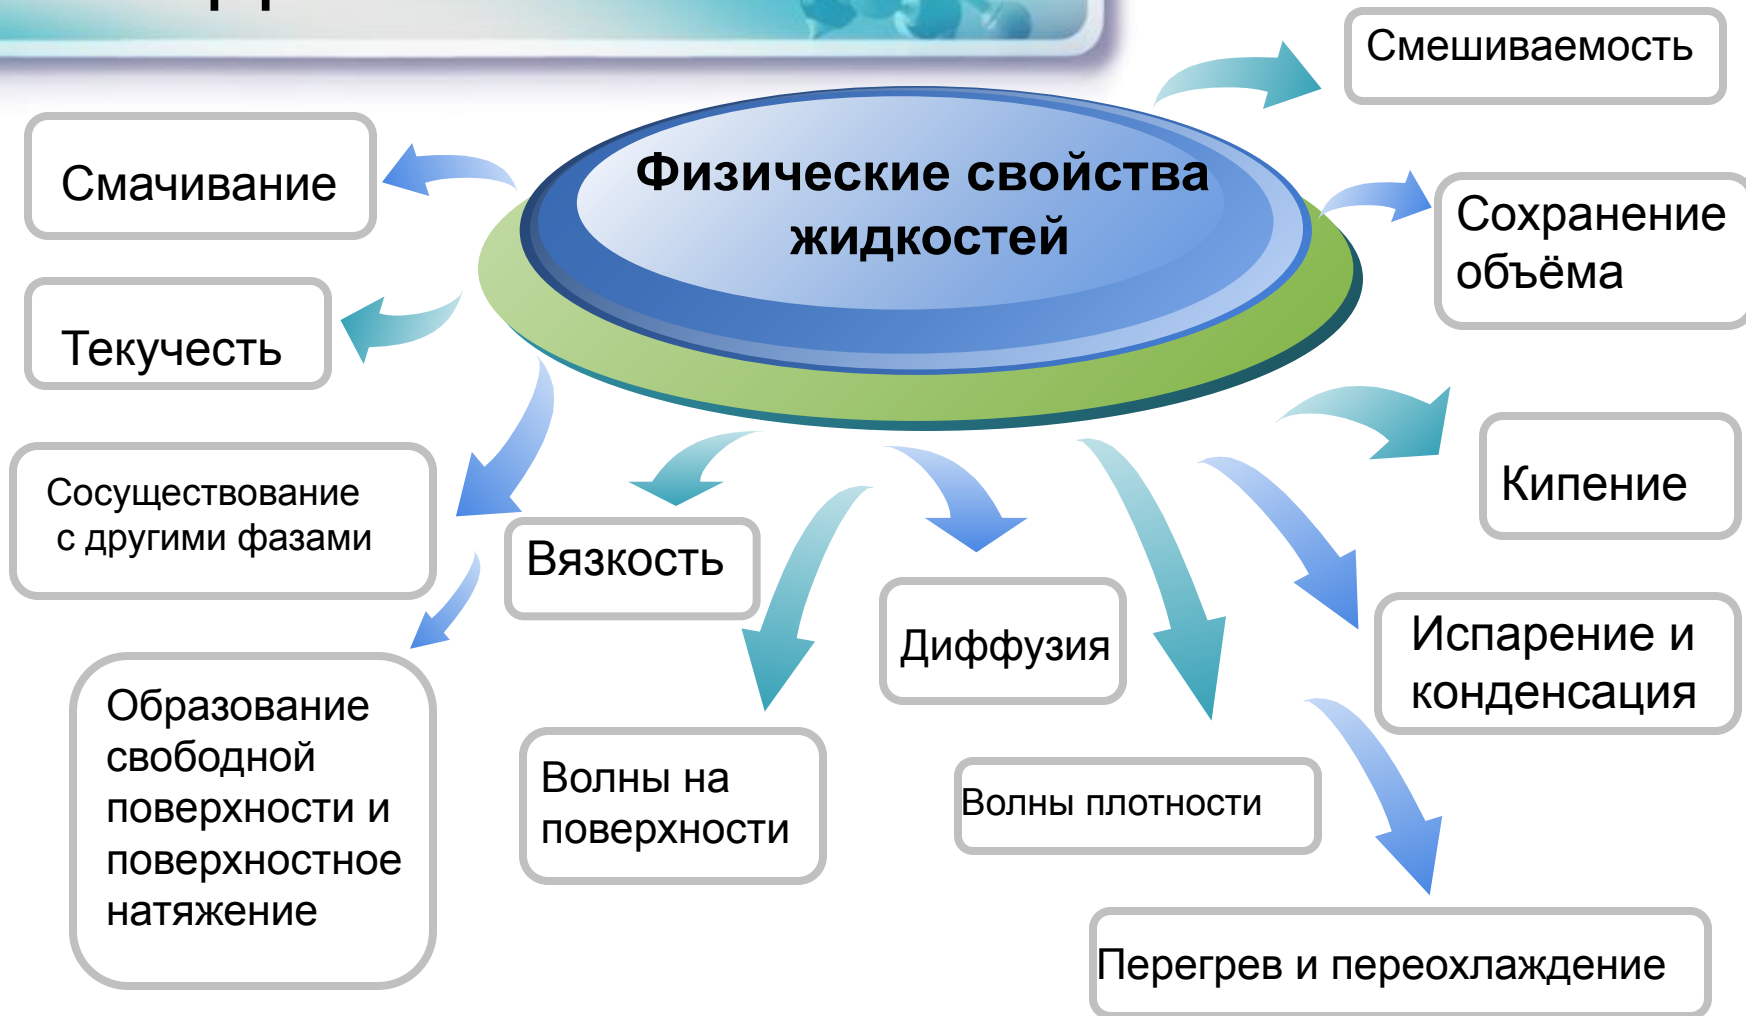 Физические свойства
жидкостей
Смешиваемость
Смачивание
Сохранение
объёма
Текучесть
Кипение
Сосуществование
с другими фазами
Вязкость
Диффузия
Испарение и
конденсация
Образование
свободной
поверхности и
поверхностное
натяжение
Волны на
поверхности
Волны плотности
Перегрев и переохлаждение